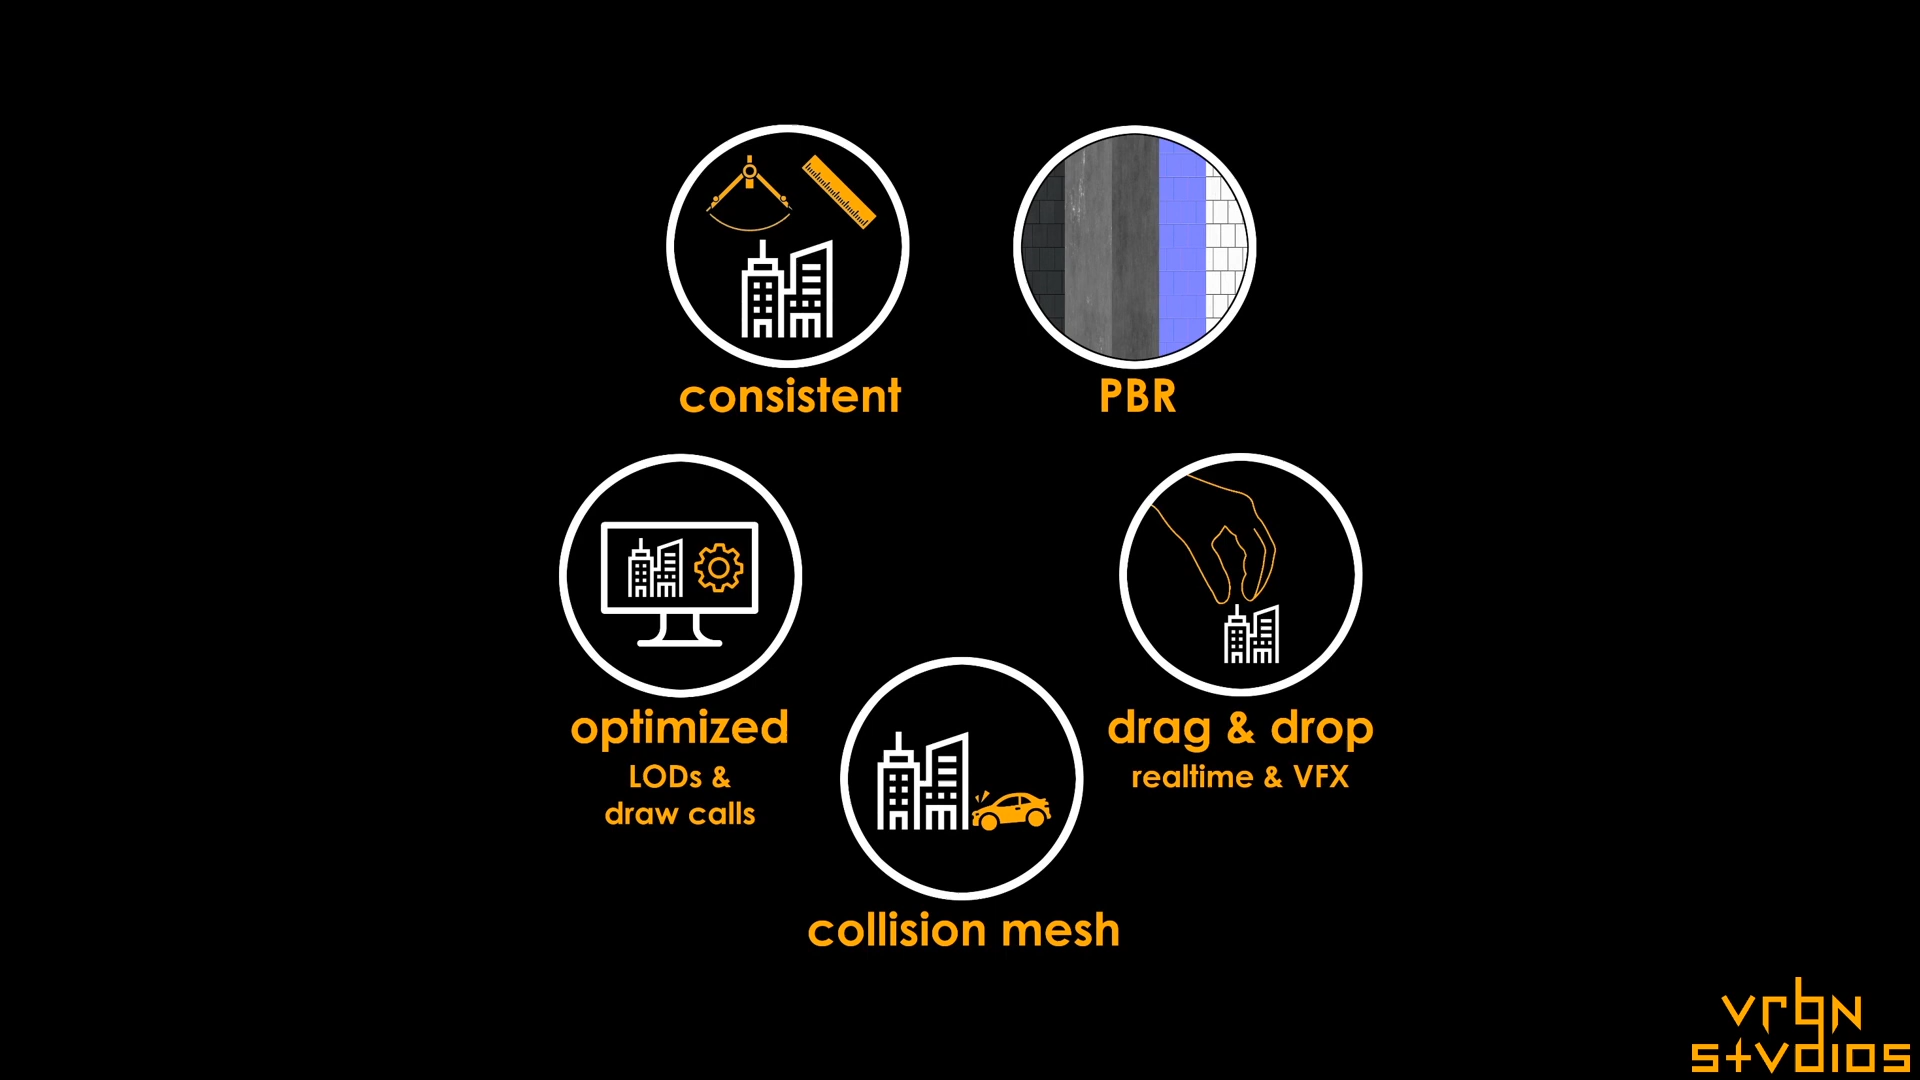 consistent
PBR
optimized
LODs &
draw calls
drag & drop
realtime & VFX
collision mesh
vrbn
stvdios